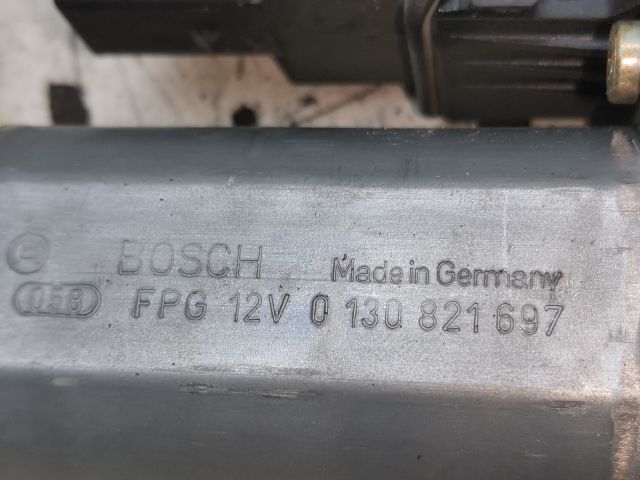 BOSCH Made in Germany
058 FPG 12V 0 130 821 697